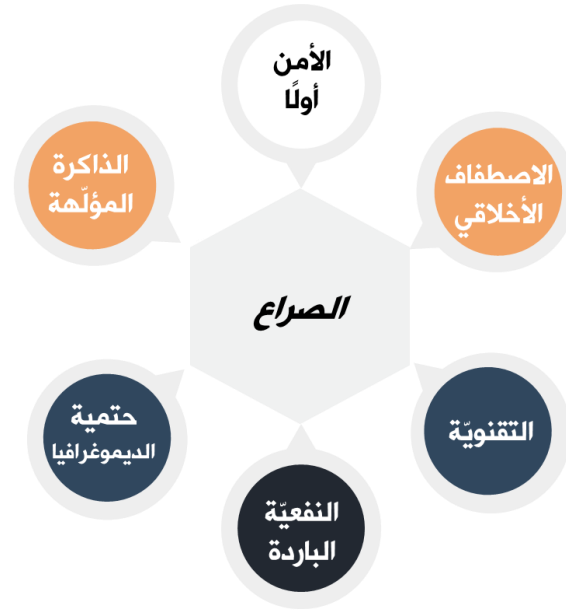 الأمن
أولًا
الاصطفاف
الأخلاقي
الذاكرة
المؤلّهة
الصراع
التقنويّة
حتمية
الديموغرافيا
النفعيّة
الباردة